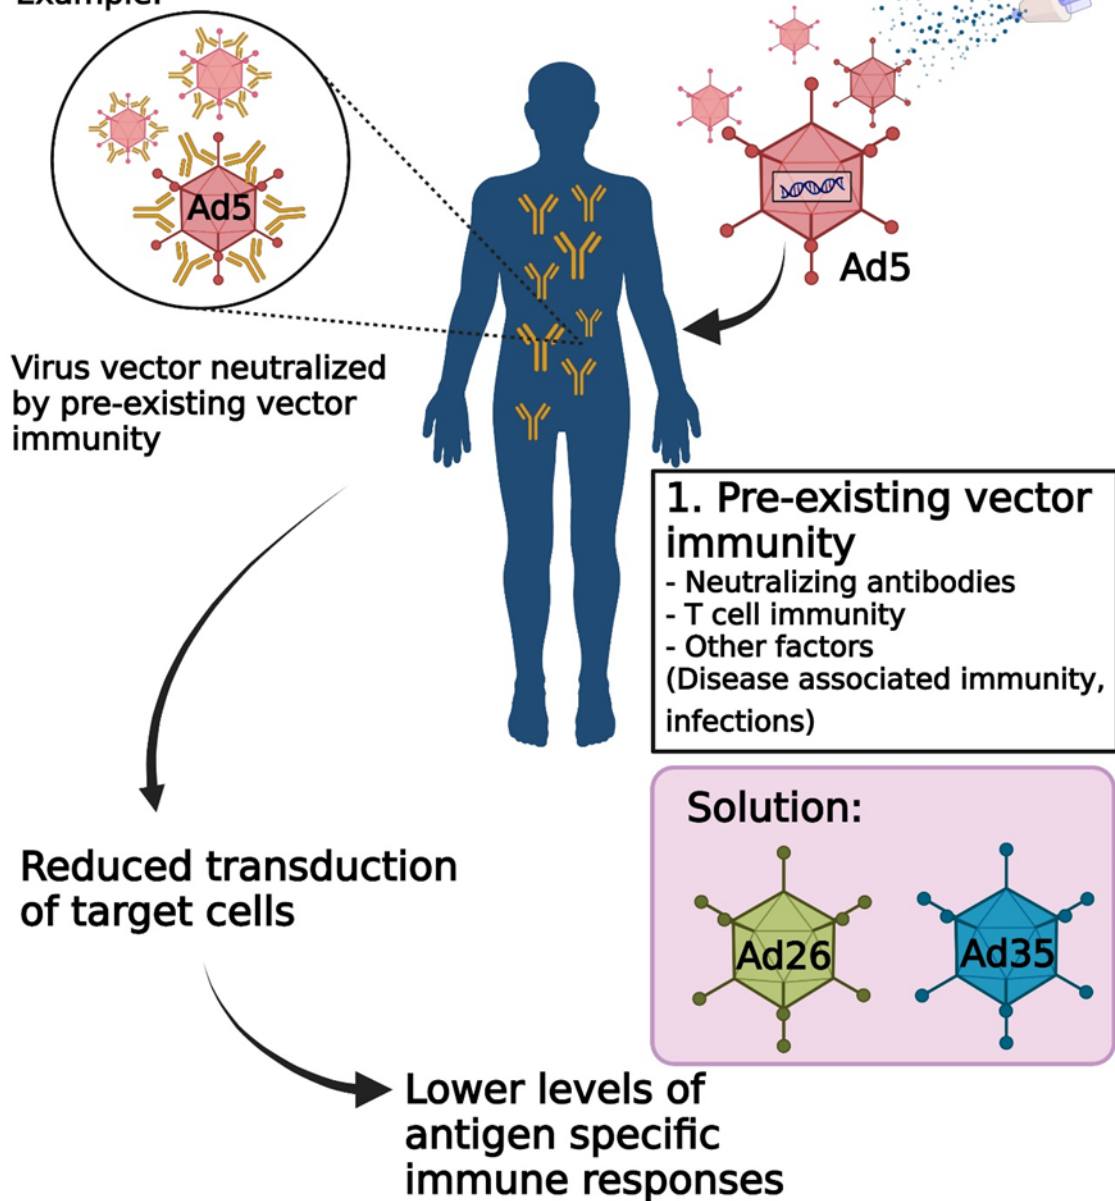 Example:
Ad5
Ad5
Virus vector neutralized
by pre-existing vector
immunity
1. Pre-existing vector
immunity
- Neutralizing antibodies
- T cell immunity
- Other factors
(Disease associated immunity,
infections)
Solution:
Ad26
Ad35
Reduced transduction
of target cells
Lower levels of
antigen specific
immune responses